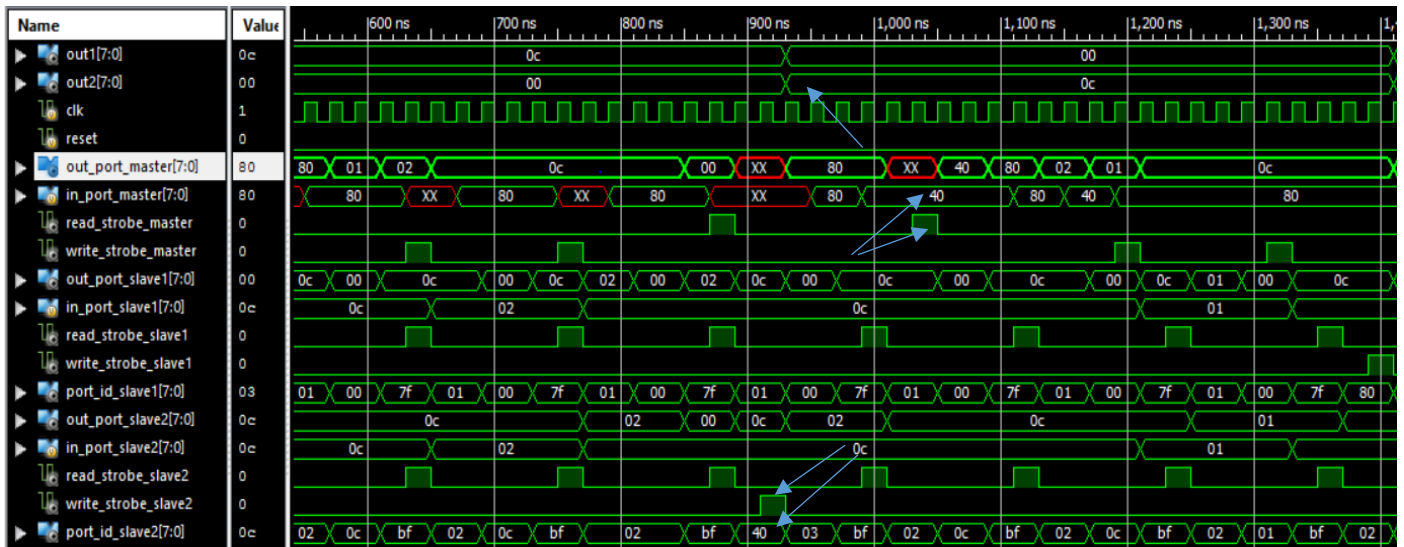 Name Value 600 ns 700 ns 800 ns 900 ns 1,000 ns 1,100 ns 1,200 ns 1,300 ns 1,4
out1[7:0] 0c 0c 00
out2[7:0] 00 00 0c
clk 1
reset 0
out_port_master[7:0] 80 80 01 02 0c 00 XX 80 XX 40 80 02 01 0c
in_port_master[7:0] 80 80 XX 80 XX 80 XX 80 40 80 40 80
read_strobe_master 0
write_strobe_master 0
out_port_slave1[7:0] 00 0c 00 0c 00 0c 02 00 02 0c 00 0c 00 0c 00 0c 01 00 0c
in_port_slave1[7:0] 0c 0c 02 0c 01
read_strobe_slave1 0
write_strobe_slave1 0
port_id_slave1[7:0] 03 01 00 7f 01 00 7f 01 00 7f 01 00 7f 01 00 7f 01 00 7f 01 00 7f 80
out_port_slave2[7:0] 0c 0c 02 00 0c 02 0c 01
in_port_slave2[7:0] 0c 0c 02 0c 01
read_strobe_slave2 0
write_strobe_slave2 0
port_id_slave2[7:0] 0c 02 0c bf 02 0c bf 02 bf 40 03 bf 02 0c bf 02 0c bf 02 01 bf 02